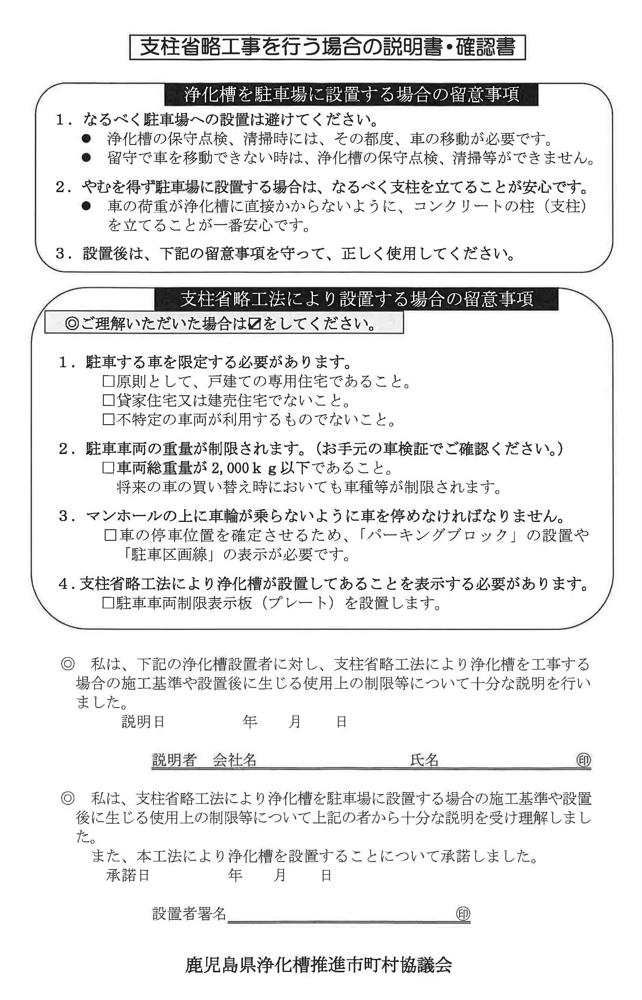 支柱省略工事を行う場合の説明書・確認書
浄化槽を駐車場に設置する場合の留意事項
1．なるべく駐車場への設置は避けてください。
● 浄化槽の保守点検、清掃時には、その都度、車の移動が必要です。
● 留守で車を移動できない時は、浄化槽の保守点検、清掃等ができません。
2．やむを得ず駐車場に設置する場合は、なるべく支柱を立てることが安心です。
● 車の荷重が浄化槽に直接かからないように、コンクリートの柱（支柱）
を立てることが一番安心です。
3．設置後は、下記の留意事項を守って、正しく使用してください。
支柱省略工法により設置する場合の留意事項
◎ご理解いただいた場合は☑をしてください。
1．駐車する車を限定する必要があります。
□原則として、戸建ての専用住宅であること。
□貸家住宅又は建売住宅でないこと。
□不特定の車両が利用するものでないこと。
2．駐車車両の重量が制限されます。（お手元の車検証でご確認ください。）
□車両総重量が 2,000ｋｇ以下であること。
将来の車の買い替え時においても車種等が制限されます。
3．マンホールの上に車輪が乗らないように車を停めなければなりません。
□車の停車位置を確定させるため、「パーキングブロック」の設置や
「駐車区画線」の表示が必要です。
4．支柱省略工法により浄化槽が設置してあることを表示する必要があります。
□駐車車両制限表示板（プレート）を設置します。
◎ 私は、下記の浄化槽設置者に対し、支柱省略工法により浄化槽を工事する
場合の施工基準や設置後に生じる使用上の制限等について十分な説明を行い
ました。
説明日 年 月 日
説明者 会社名 氏名 ㊞
◎ 私は、支柱省略工法により浄化槽を駐車場に設置する場合の施工基準や設置
後に生じる使用上の制限等について上記の者から十分な説明を受け理解しまし
た。
また、本工法により浄化槽を設置することについて承諾しました。
承諾日 年 月 日
設置者署名 ㊞
鹿児島県浄化槽推進市町村協議会